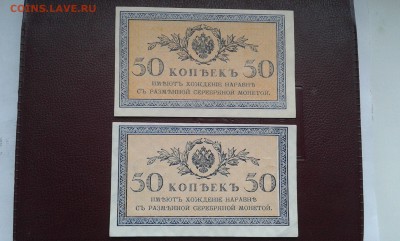 COINS.LAVE.RU
50 КОПѢЕКЪ 50
ИМѢЮТЪ ХОЖДЕНІЕ НАРАВНѢ
СЪ РАЗМѢННОЙ СЕРЕБРЯНОЙ МОНЕТОЙ.
50 КОПѢЕКЪ 50
ИМѢЮТЪ ХОЖДЕНІЕ НАРАВНѢ
СЪ РАЗМѢННОЙ СЕРЕБРЯНОЙ МОНЕТОЙ.